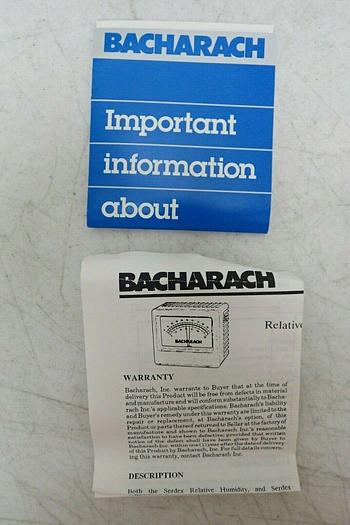 BACHARACH
Important
information
about
BACHARACH
Relative
BACHARACH
WARRANTY
Bacharach, Inc. warrants to Buyer that at the time of
delivery this Product will be free from defects in material
and manufacture and will conform substantially to Bacha-
rach Inc.'s applicable specifications. Bacharach's liability
and Buyer's remedy under this warranty are limited to the
repair or replacement, at Bacharach's option, of this
Product or parts thereof returned to Seller at the factory of
manufacture and shown to Bacharach Inc.'s reasonable
satisfaction to have been defective; provided that written
notice of the defect shall have been given by Buyer to
Bacharach Inc. within one (1) year after the date of delivery
of this Product by Bacharach, Inc. For full details concern-
ing this warranty, contact Bacharach Inc.
DESCRIPTION
Both the Serdex Relative Humidity, and Serdex